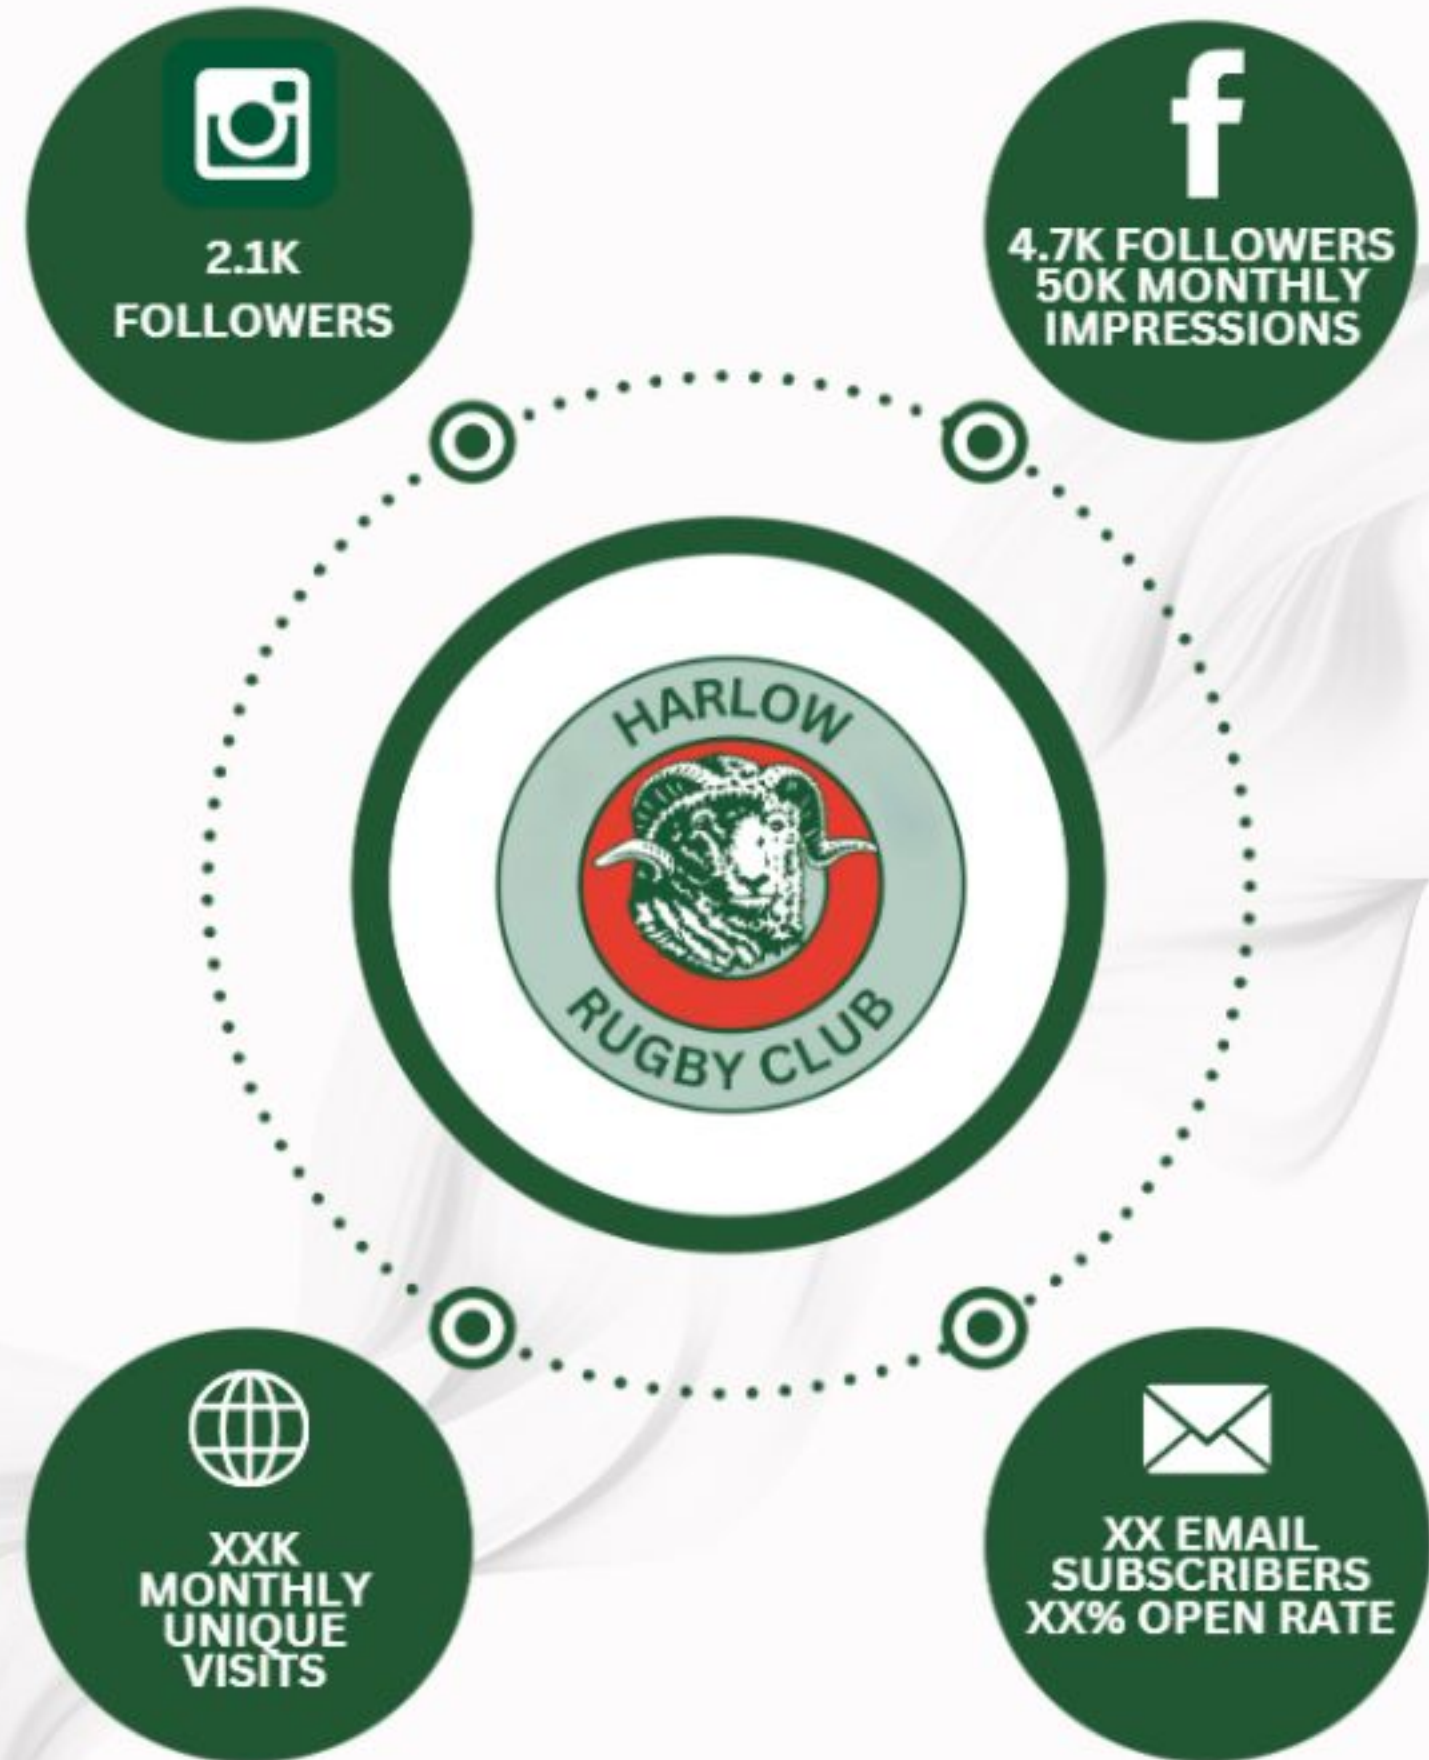 2.1K
FOLLOWERS
4.7K FOLLOWERS
50K MONTHLY
IMPRESSIONS
HARLOW
RUGBY CLUB
XXK
MONTHLY
UNIQUE
VISITS
XX EMAIL
SUBSCRIBERS
XX% OPEN RATE